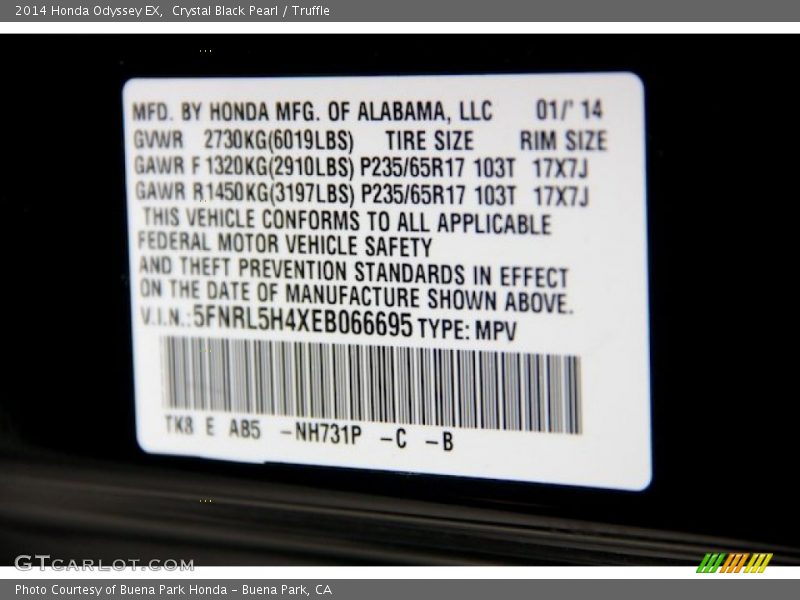 2014 Honda Odyssey EX,  Crystal Black Pearl / Truffle
MFD. BY HONDA MFG. OF ALABAMA, LLC 01/' 14
GVWR 2730KG(6019LBS) TIRE SIZE RIM SIZE
GAWR F 1320KG(2910LBS) P235/65R17 103T 17X7J
GAWR R1450KG(3197LBS) P235/65R17 103T 17X7J
THIS VEHICLE CONFORMS TO ALL APPLICABLE
FEDERAL MOTOR VEHICLE SAFETY
AND THEFT PREVENTION STANDARDS IN EFFECT
ON THE DATE OF MANUFACTURE SHOWN ABOVE.
V.I.N.:5FNRL5H4XEB066695 TYPE: MPV
TK8 E AB5 -NH731P -C -B
GTCARLOT.COM
Photo Courtesy of Buena Park Honda - Buena Park, CA